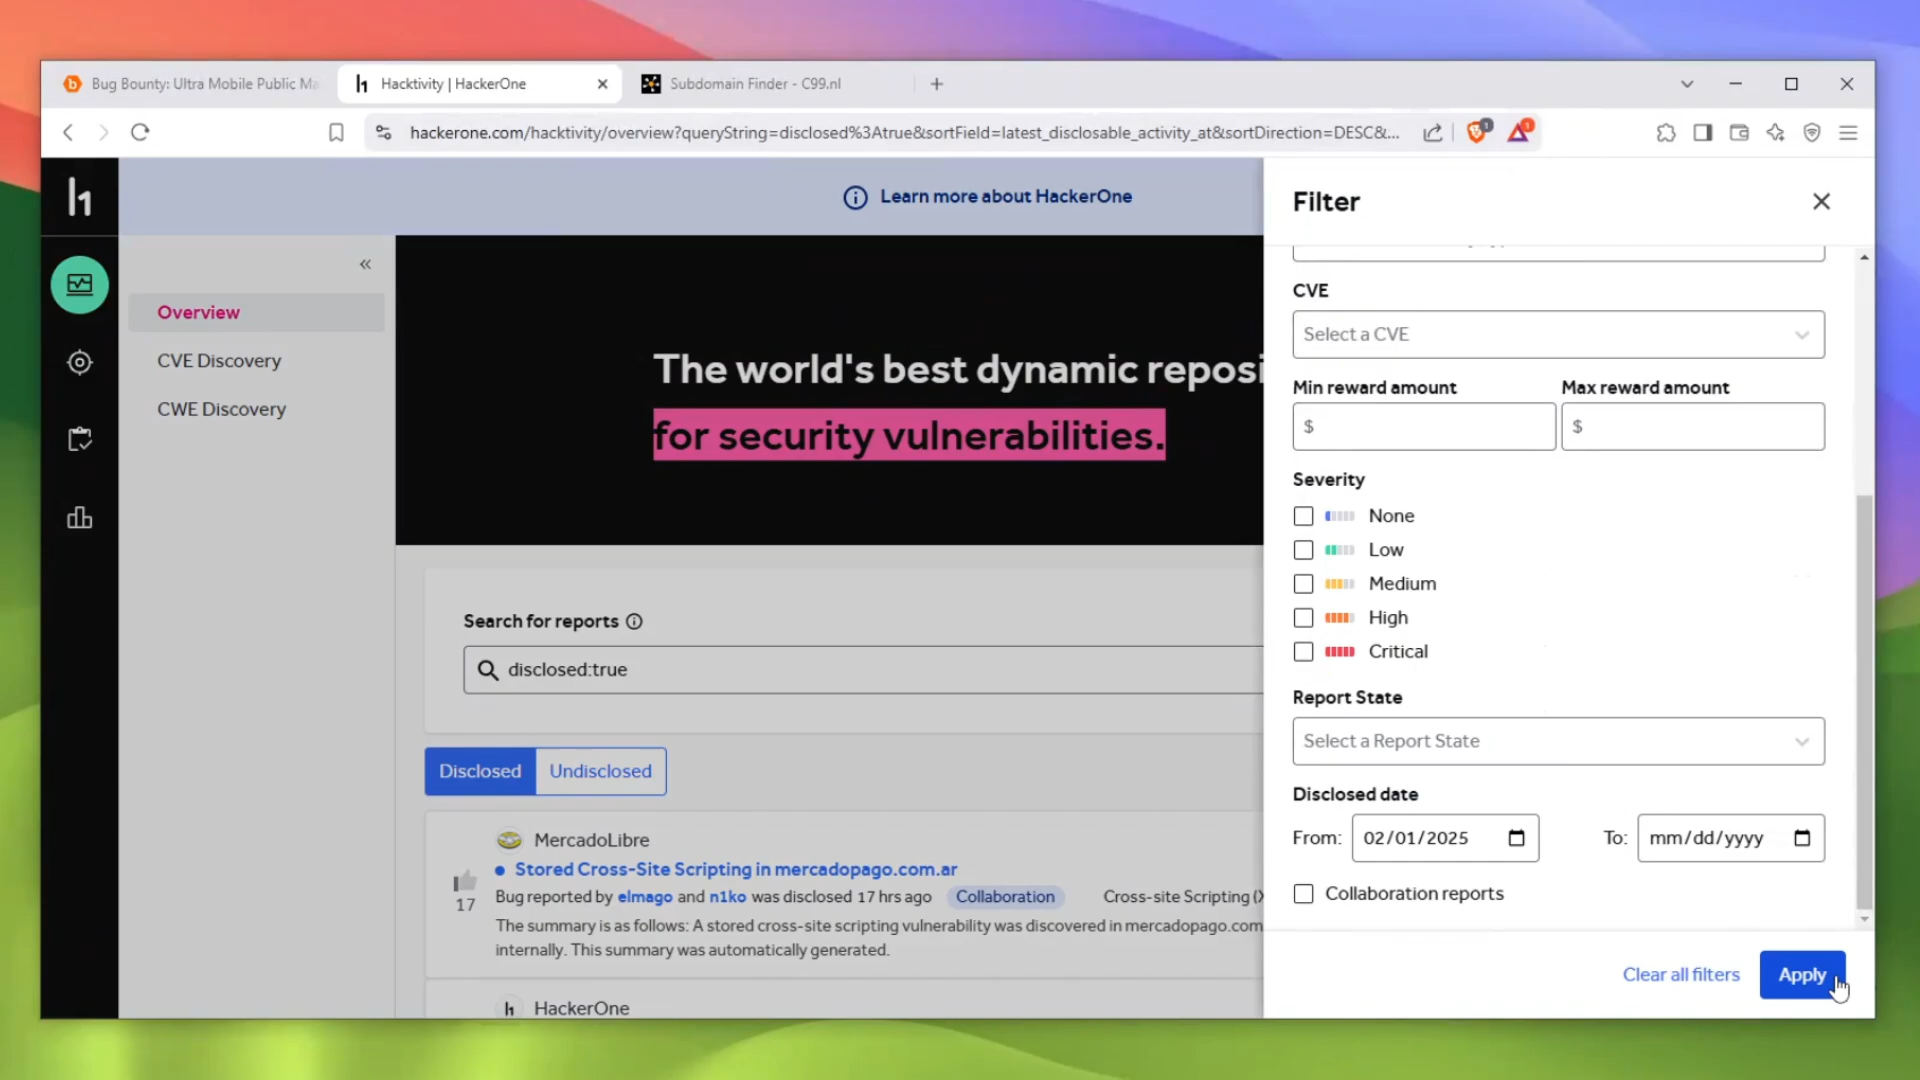 Bug Bounty: Ultra Mobile Public Ma
Hacktivity | HackerOne
Subdomain Finder - C99.nl
hackerone.com/hacktivity/overview?queryString=disclosed%3Atrue&sortField=latest_disclosable_activity_at&sortDirection=DESC&...
1
1
Learn more about HackerOne
Overview
CVE Discovery
CWE Discovery
The world's best dynamic reposi
for security vulnerabilities.
Search for reports
disclosed:true
Disclosed
Undisclosed
MercadoLibre
Stored Cross-Site Scripting in mercadopago.com.ar
17
Bug reported by elmago and n1ko was disclosed 17 hrs ago
Collaboration
Cross-site Scripting (X
The summary is as follows: A stored cross-site scripting vulnerability was discovered in mercadopago.com
internally. This summary was automatically generated.
HackerOne
Filter
CVE
Select a CVE
Min reward amount
Max reward amount
$
$
Severity
None
Low
Medium
High
Critical
Report State
Select a Report State
Disclosed date
From: 02/01/2025
To: mm/dd/yyyy
Collaboration reports
Clear all filters
Apply